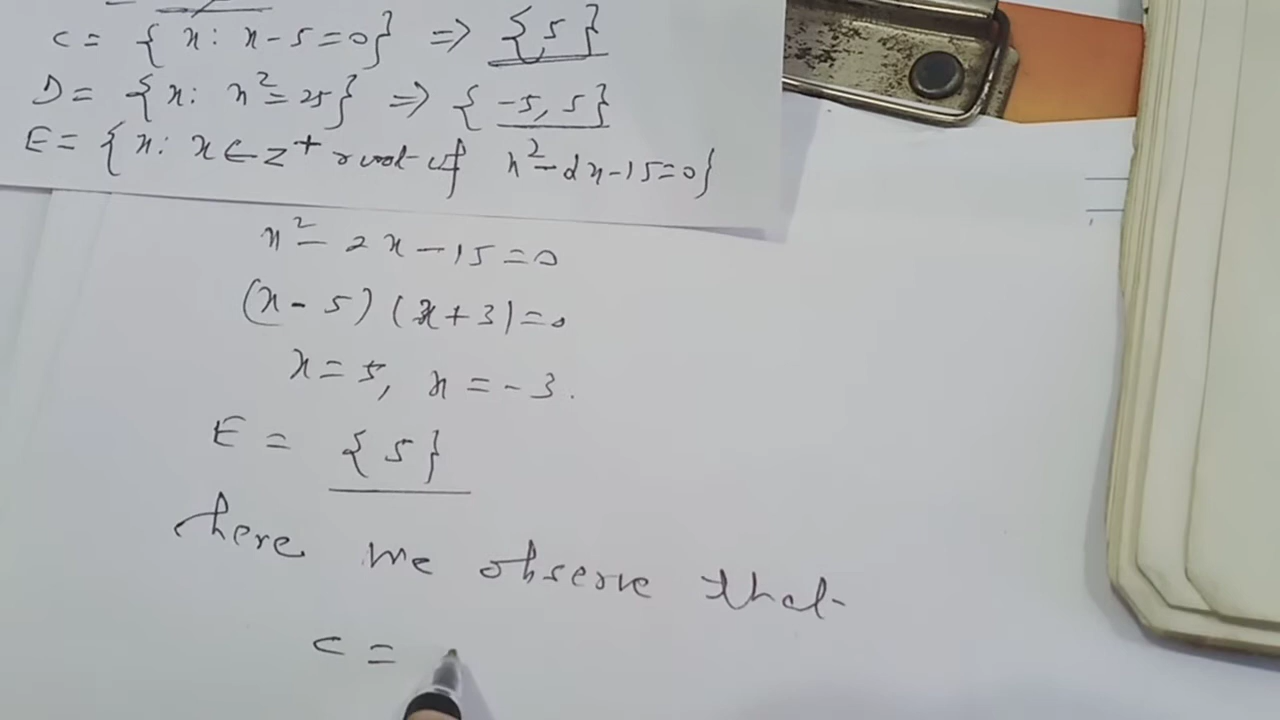 C = { x : x - 5 = 0 } => { 5 }
D = { x : x² = 25 } => { -5, 5 }
E = { x : x ∈ Z⁺ root of x² - 2x - 15 = 0 }
x² - 2x - 15 = 0
(x - 5) (x + 3) = 0
x = 5, x = -3.
E = { 5 }
here we observe that
C =